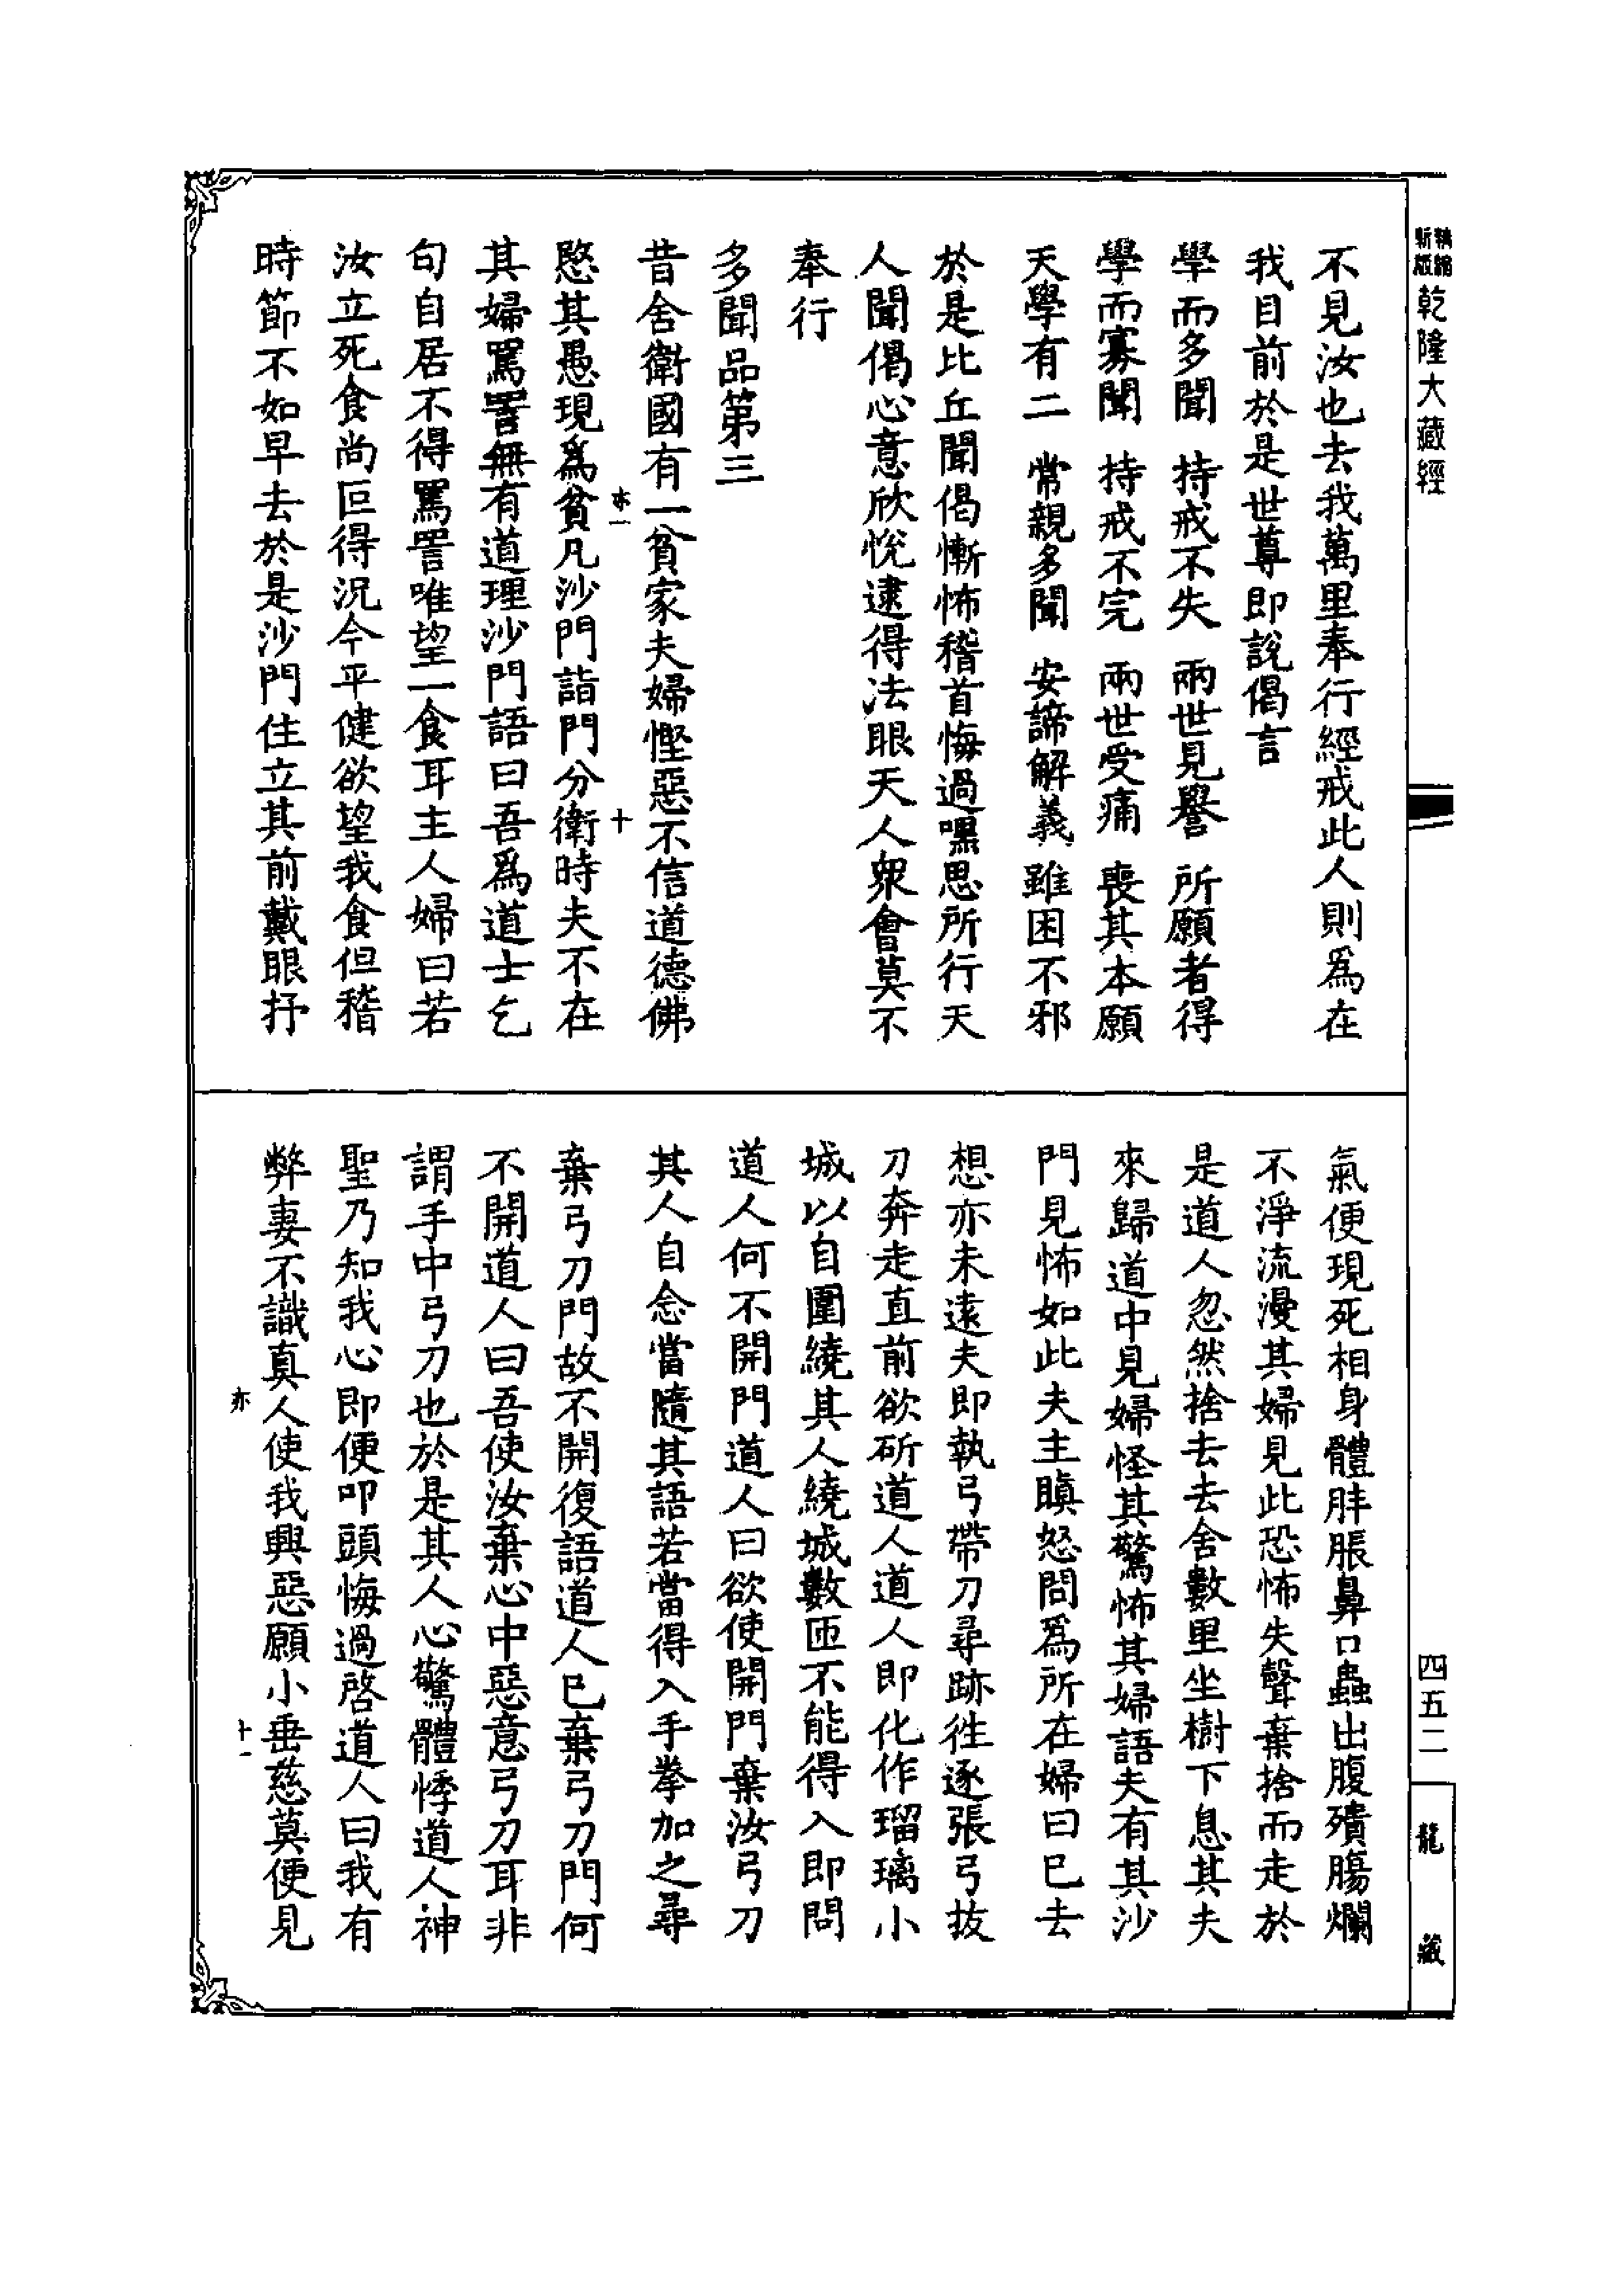 精縮新版乾隆大藏經
不見汝也去我萬里奉行經戒此人則爲在
我目前於是世尊即說偈言
學而多聞　持戒不失　兩世見譽　所願者得
學而寡聞　持戒不完　兩世受痛　喪其本願
夫學有二　常親多聞　安諦解義　雖困不邪
於是比丘聞偈慚怖稽首悔過嘿思所行天
人聞偈心意欣悅逮得法眼天人眾會莫不
奉行
多聞品第三
昔舍衛國有一貧家夫婦慳惡不信道德佛
亦一　十
愍其愚現爲貧凡沙門詣門分衛時夫不在
其婦罵詈無有道理沙門語曰吾爲道士乞
句自居不得罵詈唯望一食耳主人婦曰若
汝立死食尚叵得況今平健欲望我食但稽
時節不如早去於是沙門住立其前戴眼抒
氣便現死相身體胖脹鼻口蟲出腹殨腸爛
不淨流漫其婦見此恐怖失聲棄捨而走於
是道人忽然捨去去舍數里坐樹下息其夫
來歸道中見婦怪其驚怖其婦語夫有其沙
門見怖如此夫主瞋怒問爲所在婦曰已去
想亦未遠夫即執弓帶刀尋跡往逐張弓拔
刀奔走直前欲斫道人道人即化作瑠璃小
城以自圍繞其人繞城數匝不能得入即問
道人何不開門道人曰欲使開門棄汝弓刀
其人自念當隨其語若當得入手拳加之尋
棄弓刀門故不開復語道人已棄弓刀門何
不開道人曰吾使汝棄心中惡意弓刀耳非
謂手中弓刀也於是其人心驚體悸道人神
聖乃知我心即便叩頭悔過啓道人曰我有
弊妻不識真人使我興惡願小垂慈莫便見
亦　十一
四五二
龍藏